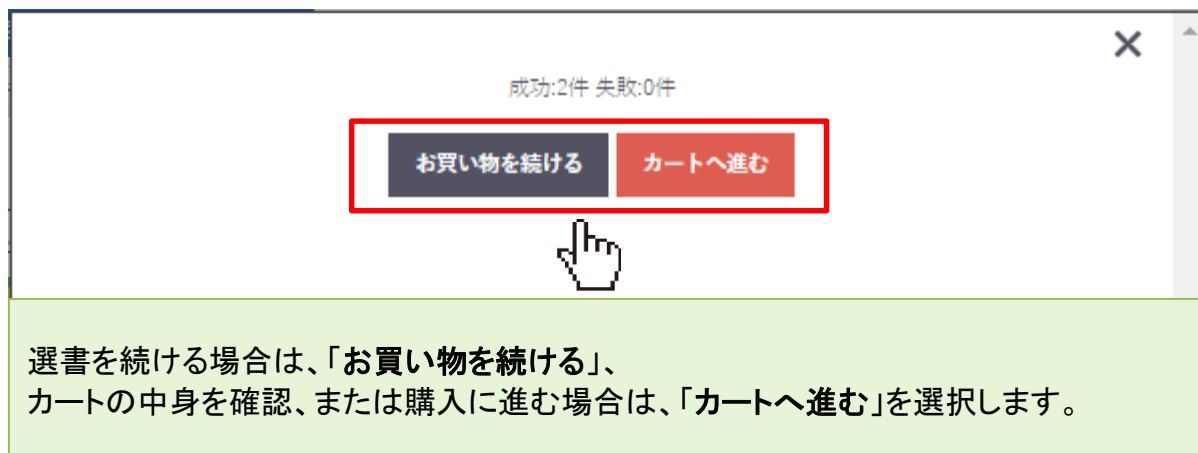 成功:2件 失敗:0件
お買い物を続ける カートへ進む
選書を続ける場合は、「お買い物を続ける」、
カートの中身を確認、または購入に進む場合は、「カートへ進む」を選択します。